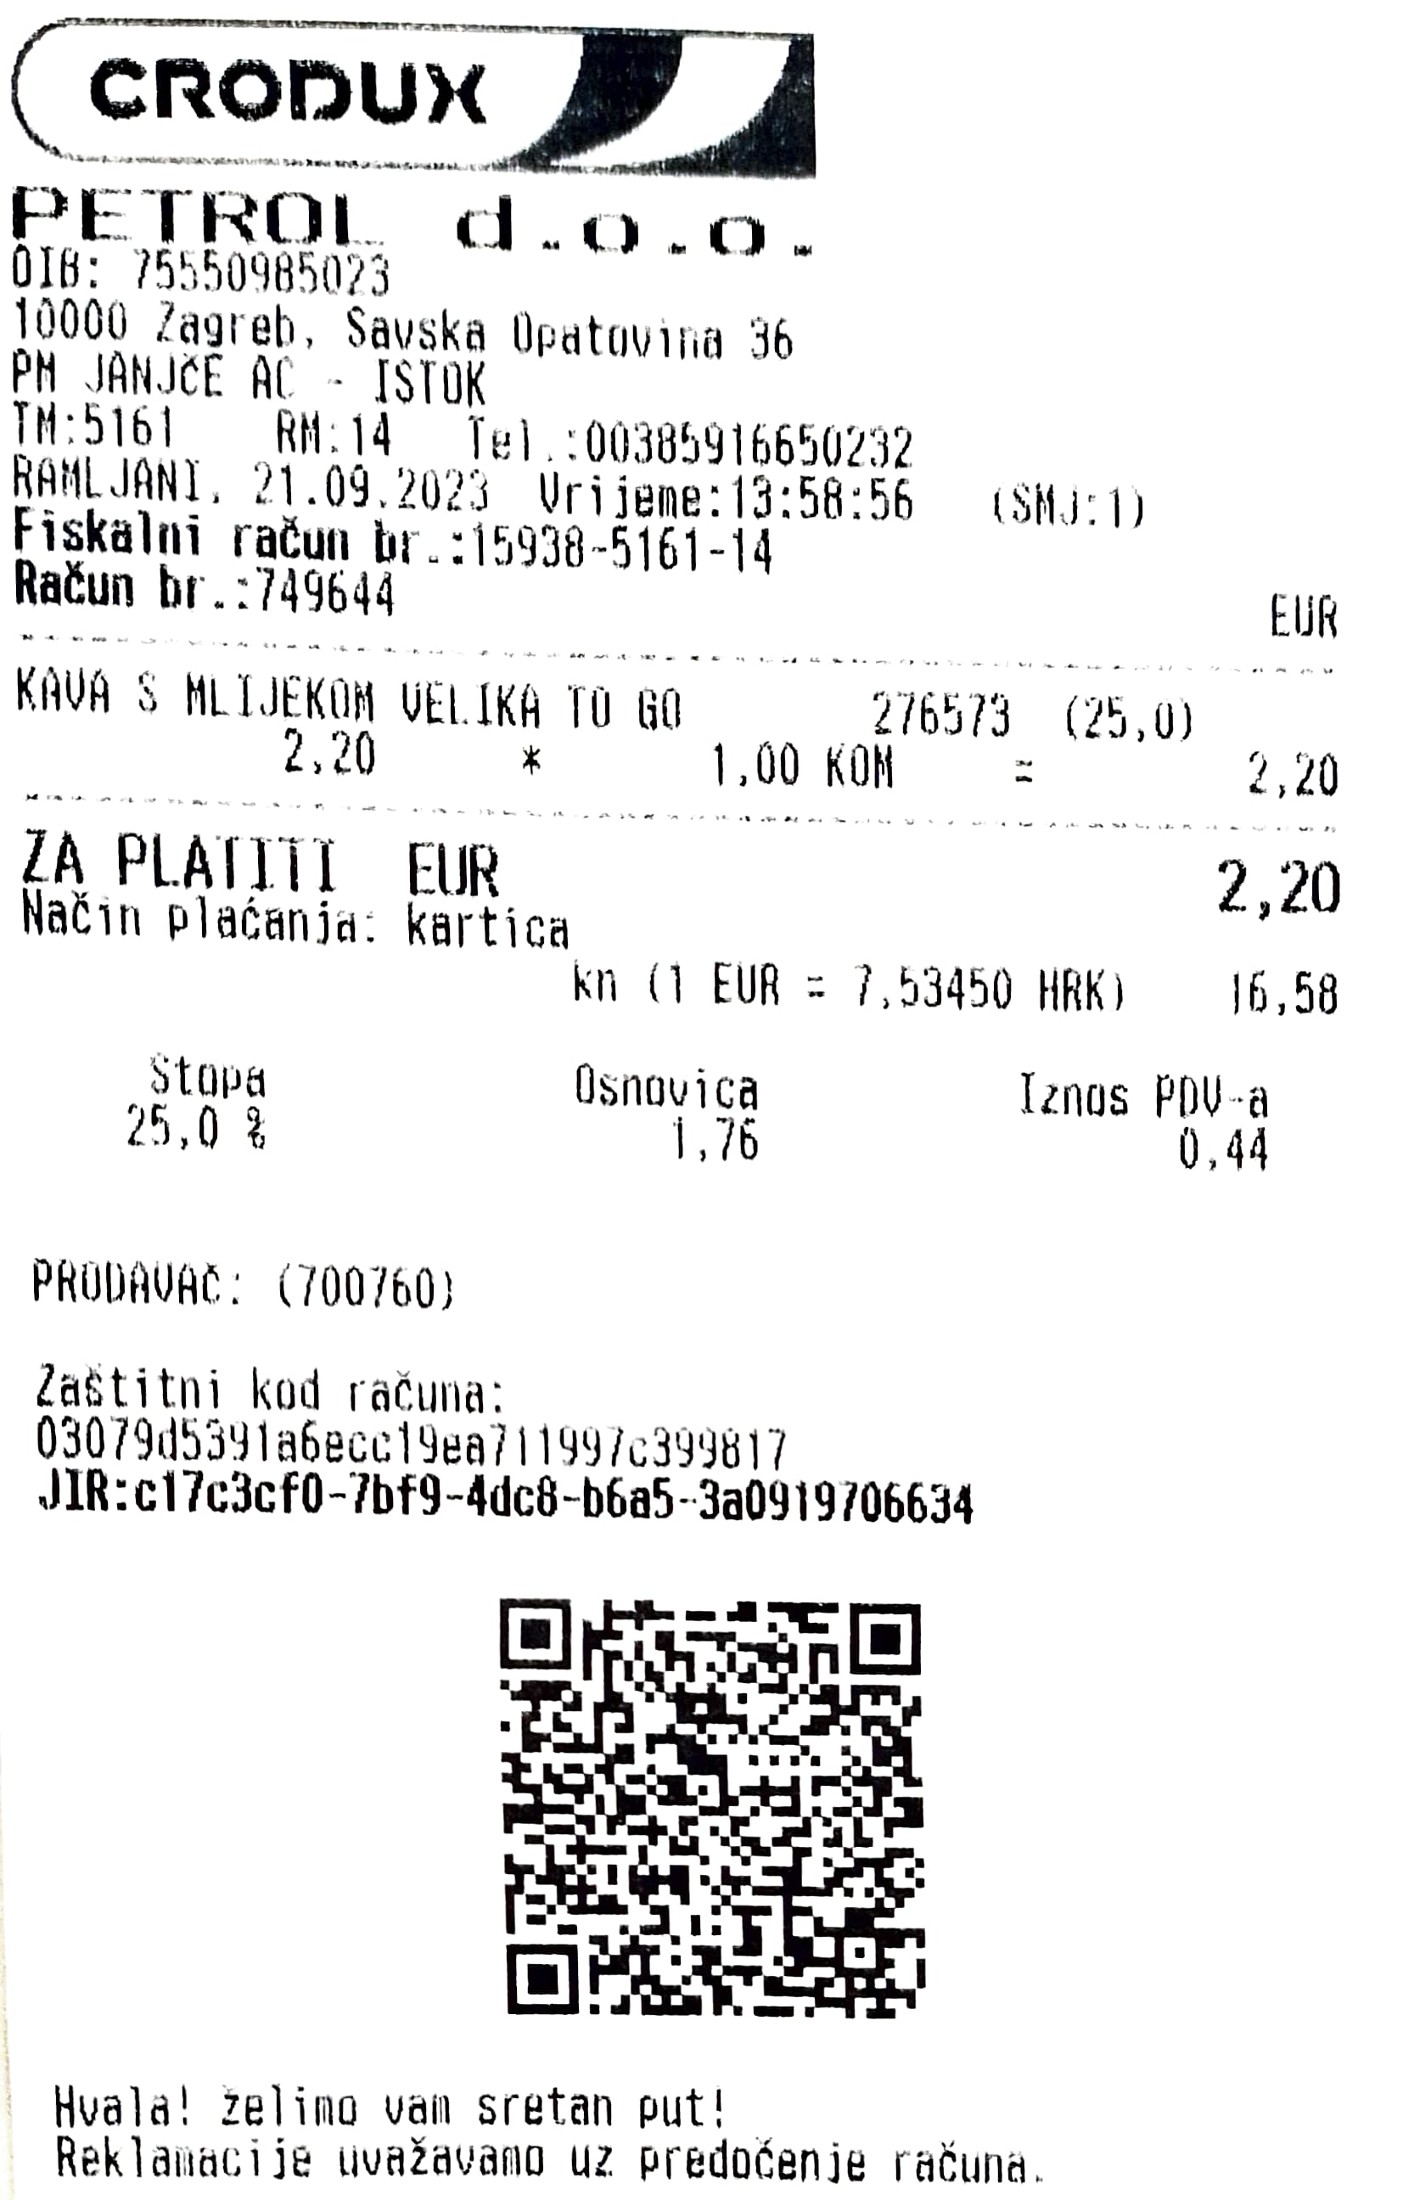 CRODUX
PETROL d.o.o.
OIB: 75550985023
10000 Zagreb, Savska Opatovina 36
PM JANJČE AC - ISTOK
TM:5161 RM:14 Tel.:00385916650232
RAMLJANI, 21.09.2023 Vrijeme:13:58:56 (SMJ:1)
Fiskalni račun br.:15938-5161-14
Račun br.:749644
EUR
KAVA S MLIJEKOM VELIKA TO GO 276573 (25,0)
2,20 * 1,00 KOM = 2,20
ZA PLATITI EUR 2,20
Način plaćanja: kartica
kn (1 EUR = 7,53450 HRK) 16,58
Stopa Osnovica Iznos PDV-a
25,0 % 1,76 0,44
PRODAVAČ: (700760)
Zaštitni kod računa:
03079d5391a6ecc19ea711997c399817
JIR:c17c3cf0-7bf9-4dc8-b6a5-3a0919706634
Hvala! želimo vam sretan put!
Reklamacije uvažavamo uz predočenje računa.